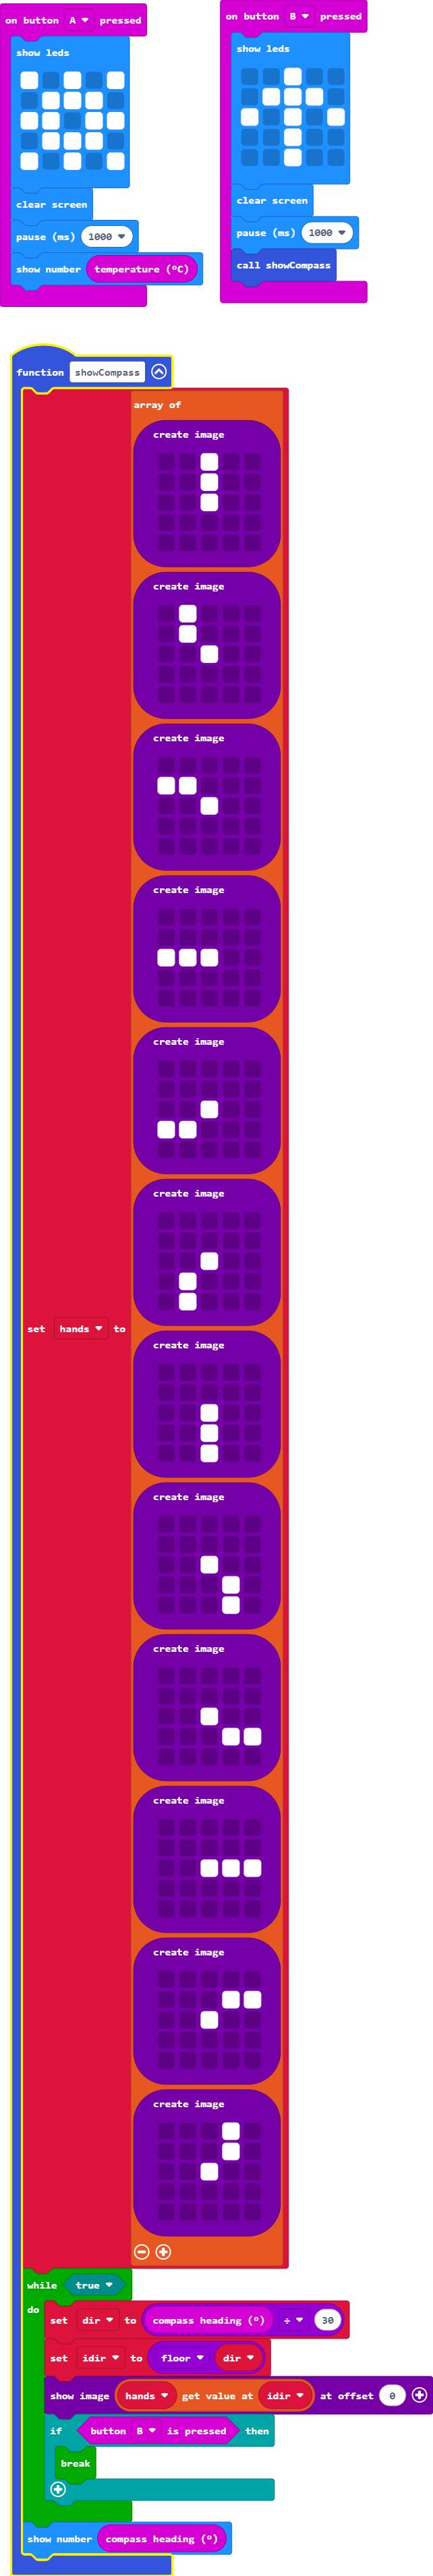 on button A ▼ pressed
show leds
clear screen
pause (ms) 1000 ▼
show number temperature (°C)
on button B ▼ pressed
show leds
clear screen
pause (ms) 1000 ▼
call showCompass
function showCompass
array of
create image
create image
create image
create image
create image
create image
set hands ▼ to
create image
create image
create image
create image
create image
create image
while true ▼
do
set dir ▼ to compass heading (°) ÷ ▼ 30
set idir ▼ to floor ▼ dir ▼
show image hands ▼ get value at idir ▼ at offset 0
if button B ▼ is pressed then
break
show number compass heading (°)